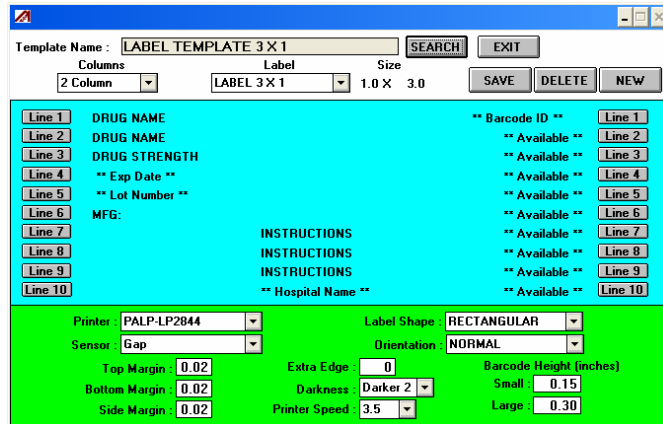 Template Name : LABEL TEMPLATE 3 X 1 SEARCH EXIT
Columns Label Size
2 Column LABEL 3 X 1 1.0 X 3.0 SAVE DELETE NEW
Line 1 DRUG NAME ** Barcode ID ** Line 1
Line 2 DRUG NAME ** Available ** Line 2
Line 3 DRUG STRENGTH ** Available ** Line 3
Line 4 ** Exp Date ** ** Available ** Line 4
Line 5 ** Lot Number ** ** Available ** Line 5
Line 6 MFG: ** Available ** Line 6
Line 7 INSTRUCTIONS ** Available ** Line 7
Line 8 INSTRUCTIONS ** Available ** Line 8
Line 9 INSTRUCTIONS ** Available ** Line 9
Line 10 ** Hospital Name ** ** Available ** Line 10
Printer : PALP-LP2844 Label Shape : RECTANGULAR
Sensor : Gap Orientation : NORMAL
Top Margin : 0.02 Extra Edge : 0 Barcode Height (inches)
Bottom Margin : 0.02 Darkness : Darker 2 Small : 0.15
Side Margin : 0.02 Printer Speed : 3.5 Large : 0.30